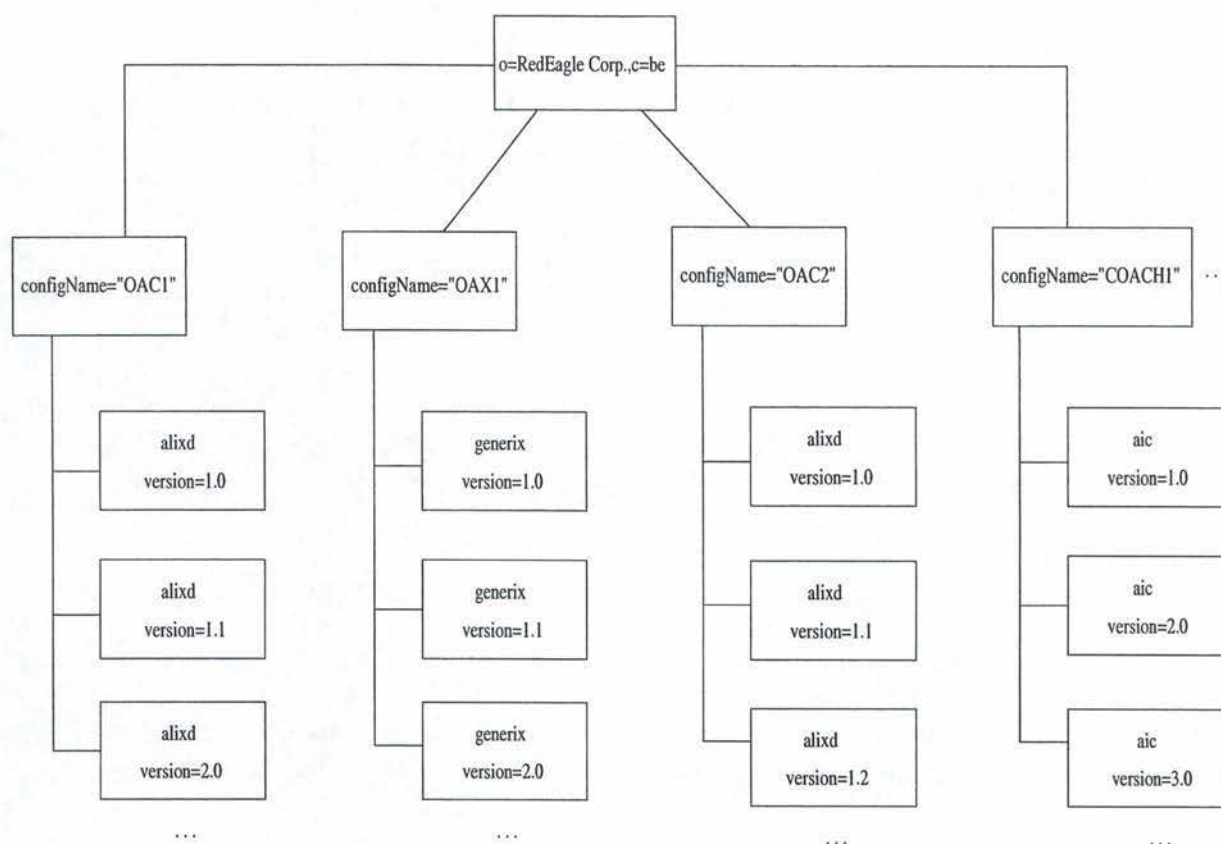 o=RedEagle Corp.,c=be
configName="OAC1"
configName="OAX1"
configName="OAC2"
configName="COACH1"
...
alixd
version=1.0
generix
version=1.0
alixd
version=1.0
aic
version=1.0
alixd
version=1.1
generix
version=1.1
alixd
version=1.1
aic
version=2.0
alixd
version=2.0
generix
version=2.0
alixd
version=1.2
aic
version=3.0
...
...
...
...